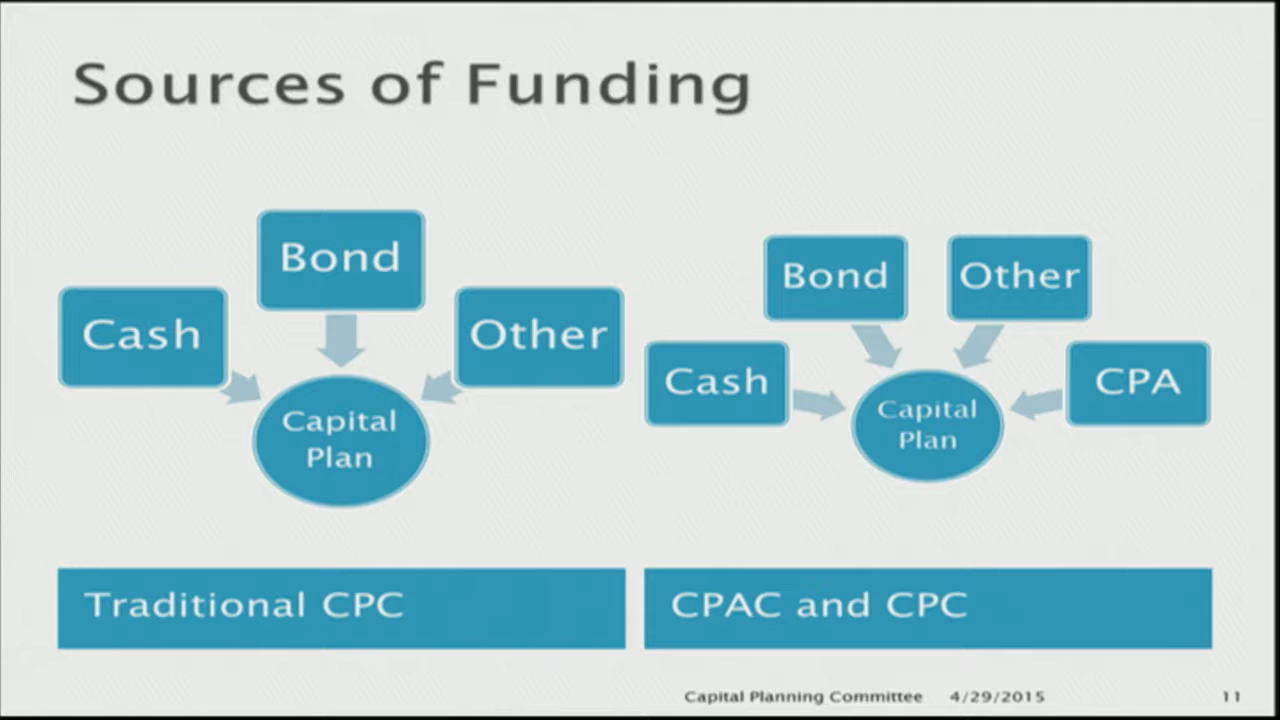 Sources of Funding
Bond
Cash
Other
Capital
Plan
Traditional CPC
Bond
Other
Cash
CPA
Capital
Plan
CPAC and CPC
Capital Planning Committee 4/29/2015 11